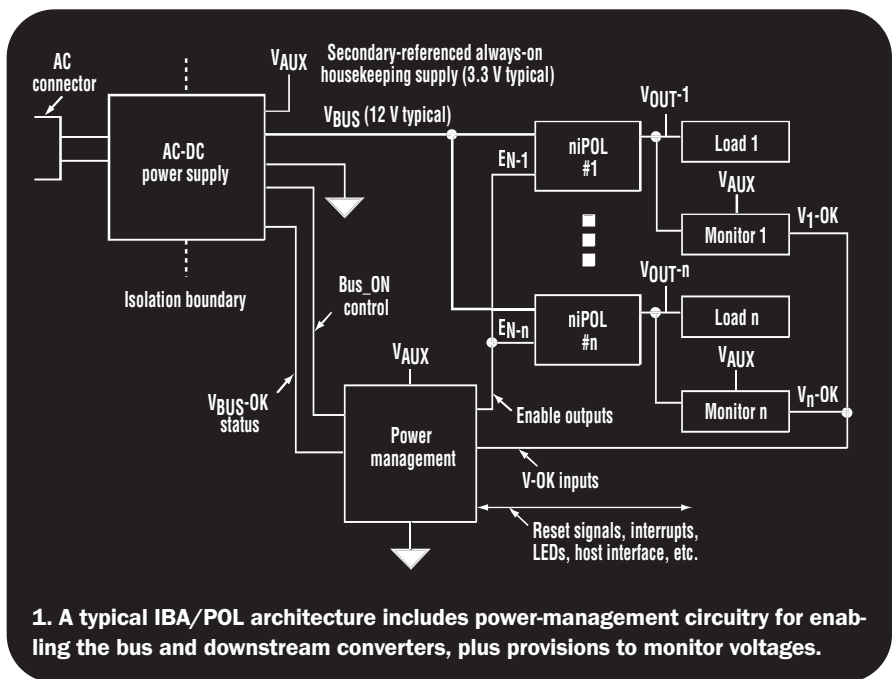 AC
connector
VAUX
Secondary-referenced always-on
housekeeping supply (3.3 V typical)
VBUS (12 V typical)
AC-DC
power supply
EN-1
niPOL
#1
VOUT-1
Load 1
VAUX
Monitor 1
V1-OK
Isolation boundary
Bus_ON
control
VOUT-n
niPOL
#n
EN-n
Load n
VAUX
Monitor n
Vn-OK
VAUX
VBUS-OK
status
Power
management
Enable outputs
V-OK inputs
Reset signals, interrupts,
LEDs, host interface, etc.
1. A typical IBA/POL architecture includes power-management circuitry for enab-
ling the bus and downstream converters, plus provisions to monitor voltages.